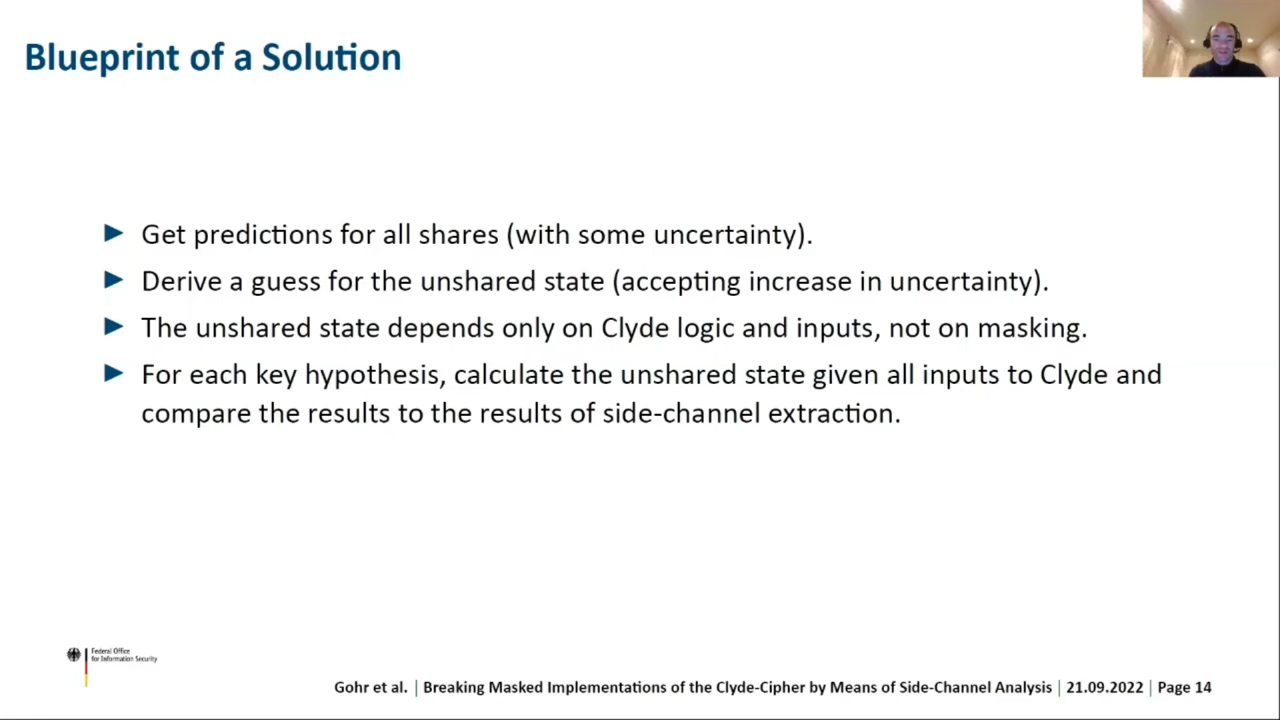 Blueprint of a Solution
Get predictions for all shares (with some uncertainty).
Derive a guess for the unshared state (accepting increase in uncertainty).
The unshared state depends only on Clyde logic and inputs, not on masking.
For each key hypothesis, calculate the unshared state given all inputs to Clyde and
compare the results to the results of side-channel extraction.
Federal Office
for Information Security
Gohr et al. | Breaking Masked Implementations of the Clyde-Cipher by Means of Side-Channel Analysis | 21.09.2022 | Page 14